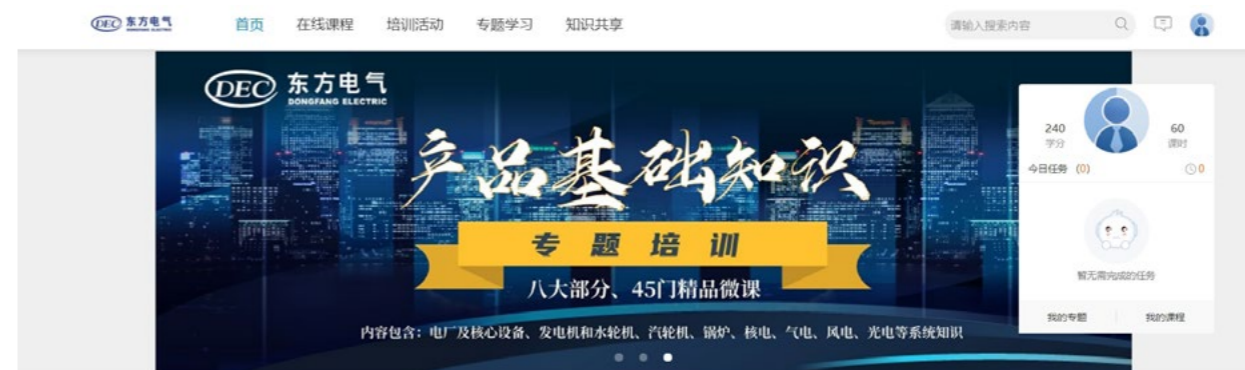 DEC 东方电气
DONGFANG ELECTRIC
首页 在线课程 培训活动 专题学习 知识共享
请输入搜索内容
DEC 东方电气
DONGFANG ELECTRIC
产品基础知识
专题培训
八大部分、45门精品微课
内容包含：电厂及核心设备、发电机和水轮机、汽轮机、锅炉、核电、气电、风电、光电等系统知识
240
学分
60
课时
今日任务 (0)
0
暂无需完成的任务
我的专题 我的课程